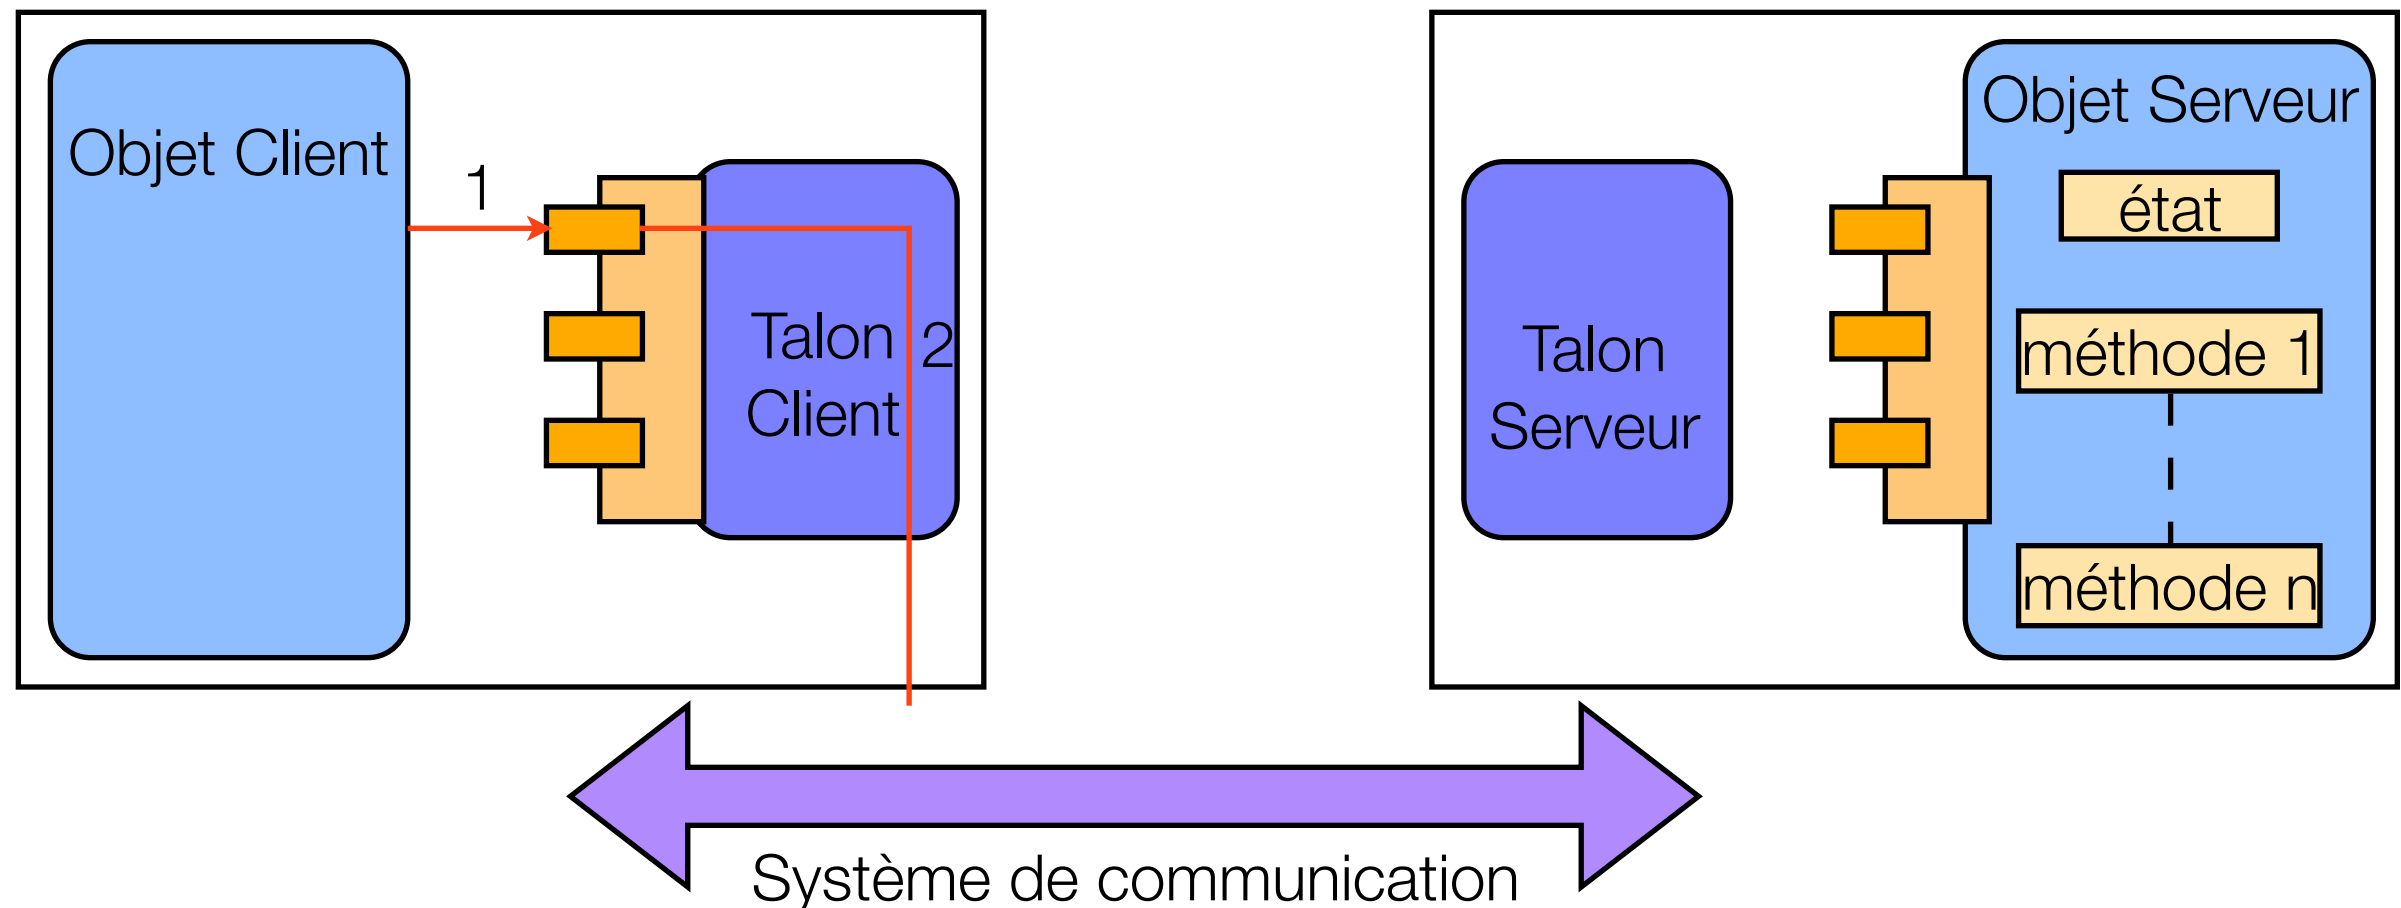 Objet Client
1
Talon
Client
2
Talon
Serveur
Objet Serveur
état
méthode 1
méthode n
Système de communication